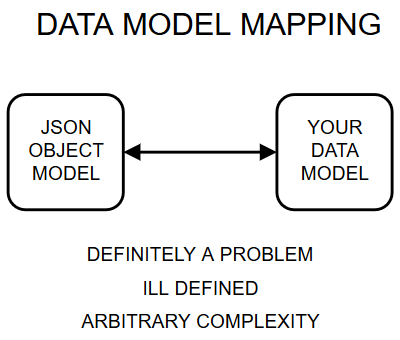 DATA MODEL MAPPING
JSON
OBJECT
MODEL
YOUR
DATA
MODEL
DEFINITELY A PROBLEM
ILL DEFINED
ARBITRARY COMPLEXITY